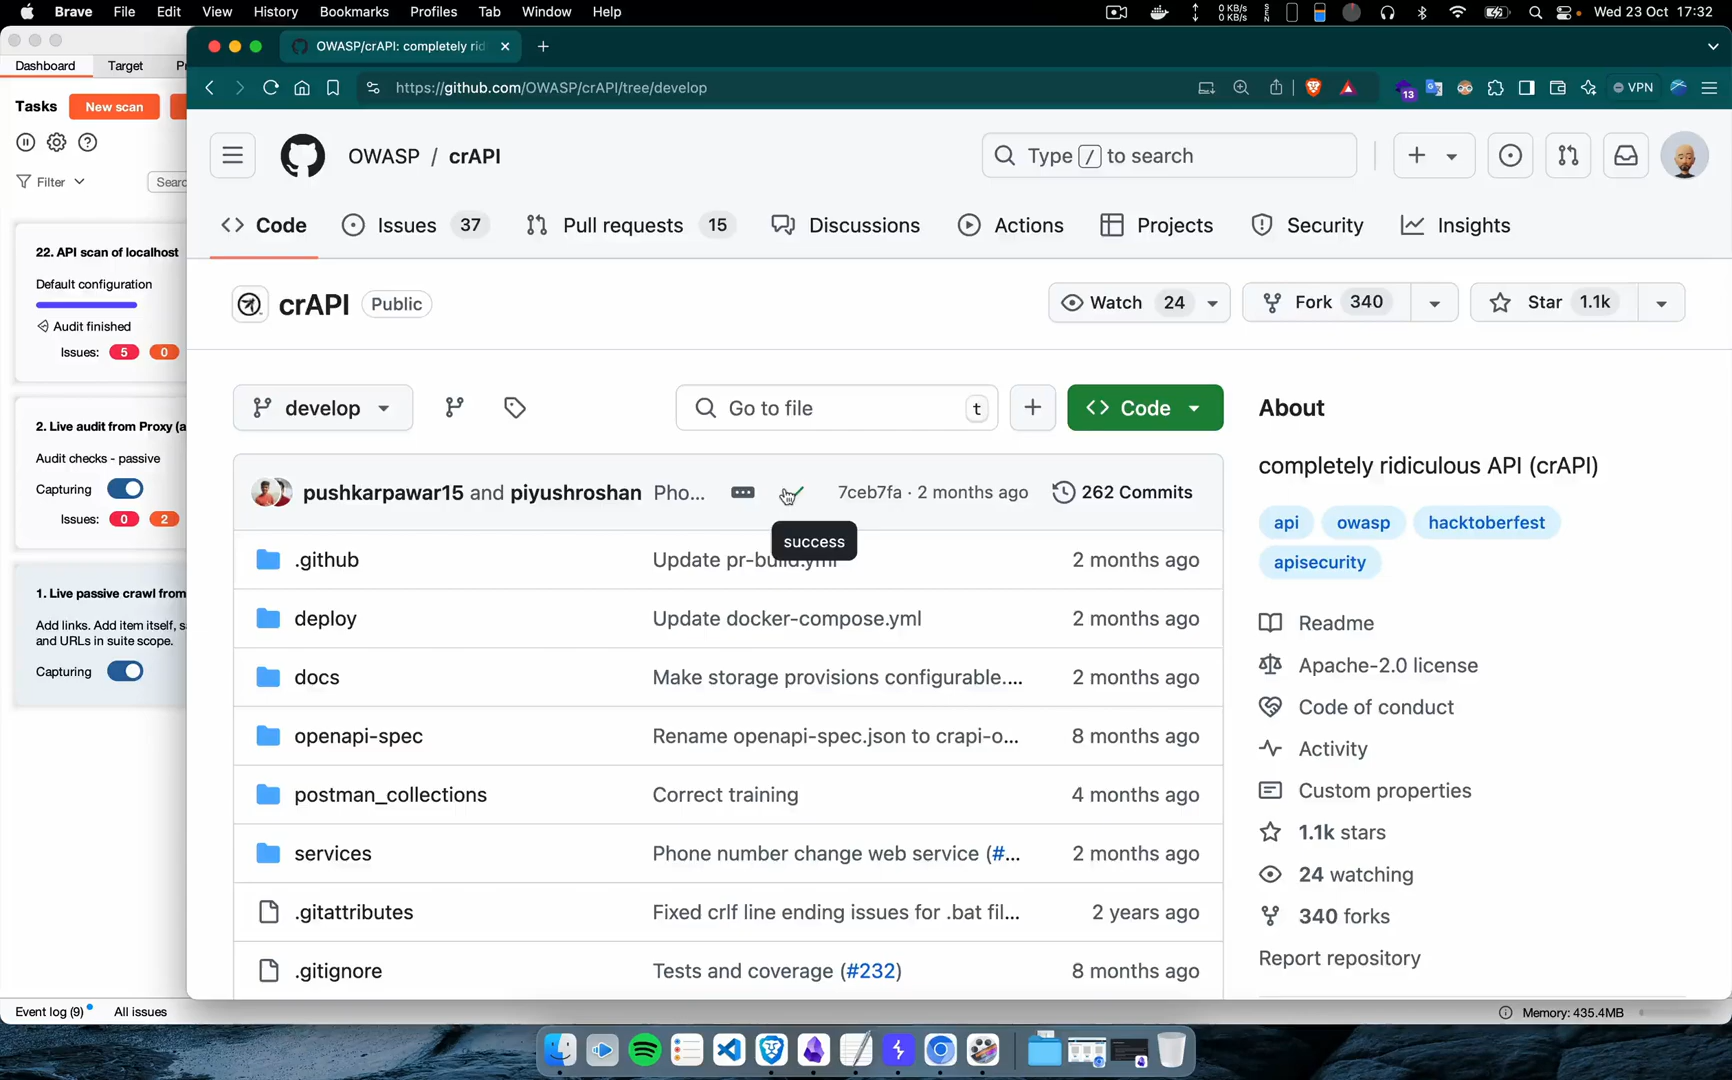 Brave File Edit View History Bookmarks Profiles Tab Window Help
0 KB/s
0 KB/s
SEN
Wed 23 Oct 17:32
Dashboard Target
OWASP/crAPI: completely rid
https://github.com/OWASP/crAPI/tree/develop
13
VPN
Tasks New scan
Filter
Searc
22. API scan of localhost
Default configuration
Audit finished
Issues: 5 0
2. Live audit from Proxy (a
Audit checks - passive
Capturing
Issues: 0 2
1. Live passive crawl from
Add links. Add item itself, s
and URLs in suite scope.
Capturing
Event log (9) All issues
OWASP / crAPI
Type / to search
Code Issues 37 Pull requests 15 Discussions Actions Projects Security Insights
crAPI Public
Watch 24 Fork 340 Star 1.1k
develop
Go to file t
Code
pushkarpawar15 and piyushroshan Pho... 7ceb7fa · 2 months ago 262 Commits
success
.github Update pr-build.yml 2 months ago
deploy Update docker-compose.yml 2 months ago
docs Make storage provisions configurable.... 2 months ago
openapi-spec Rename openapi-spec.json to crapi-o... 8 months ago
postman_collections Correct training 4 months ago
services Phone number change web service (#... 2 months ago
.gitattributes Fixed crlf line ending issues for .bat fil... 2 years ago
.gitignore Tests and coverage (#232) 8 months ago
About
completely ridiculous API (crAPI)
api owasp hacktoberfest
apisecurity
Readme
Apache-2.0 license
Code of conduct
Activity
Custom properties
1.1k stars
24 watching
340 forks
Report repository
Memory: 435.4MB